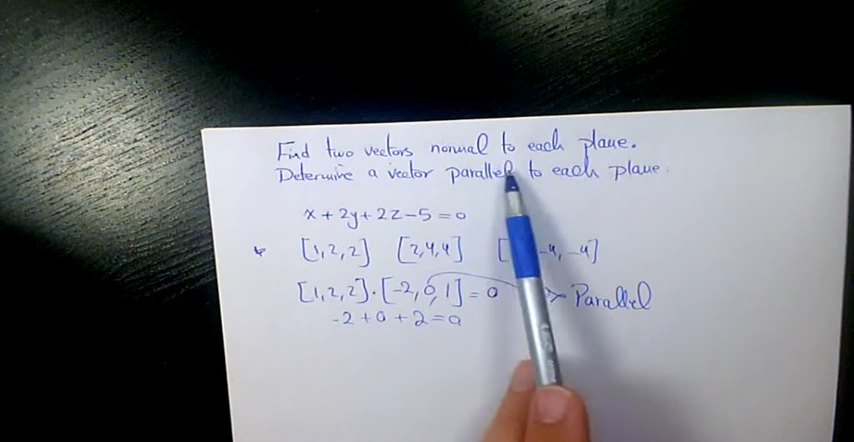 Find two vectors normal to each plane.
Determine a vector parallel to each plane.
x + 2y + 2z - 5 = 0
[1, 2, 2] [2, 4, 4] [ -4, -4]
[1, 2, 2] · [-2, 0, 1] = 0 Parallel
-2 + 0 + 2 = 0